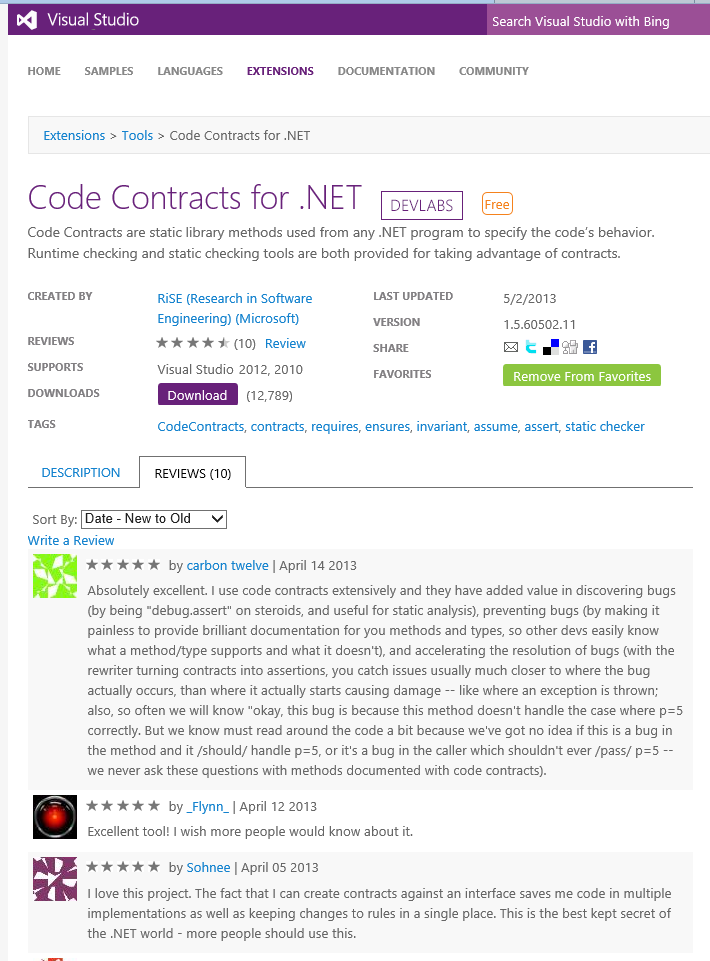 Visual Studio
Search Visual Studio with Bing
HOME SAMPLES LANGUAGES EXTENSIONS DOCUMENTATION COMMUNITY
Extensions > Tools > Code Contracts for .NET
Code Contracts for .NET DEVLABS Free
Code Contracts are static library methods used from any .NET program to specify the code's behavior.
Runtime checking and static checking tools are both provided for taking advantage of contracts.
CREATED BY RiSE (Research in Software
Engineering) (Microsoft)
REVIEWS (10) Review
SUPPORTS Visual Studio 2012, 2010
DOWNLOADS Download (12,789)
LAST UPDATED 5/2/2013
VERSION 1.5.60502.11
SHARE
FAVORITES Remove From Favorites
TAGS CodeContracts, contracts, requires, ensures, invariant, assume, assert, static checker
DESCRIPTION REVIEWS (10)
Sort By: Date - New to Old
Write a Review
by carbon twelve | April 14 2013
Absolutely excellent. I use code contracts extensively and they have added value in discovering bugs
(by being "debug.assert" on steroids, and useful for static analysis), preventing bugs (by making it
painless to provide brilliant documentation for you methods and types, so other devs easily know
what a method/type supports and what it doesn't), and accelerating the resolution of bugs (with the
rewriter turning contracts into assertions, you catch issues usually much closer to where the bug
actually occurs, than where it actually starts causing damage -- like where an exception is thrown;
also, so often we will know "okay, this bug is because this method doesn't handle the case where p=5
correctly. But we know must read around the code a bit because we've got no idea if this is a bug in
the method and it /should/ handle p=5, or it's a bug in the caller which shouldn't ever /pass/ p=5 --
we never ask these questions with methods documented with code contracts).
by _Flynn_ | April 12 2013
Excellent tool! I wish more people would know about it.
by Sohnee | April 05 2013
I love this project. The fact that I can create contracts against an interface saves me code in multiple
implementations as well as keeping changes to rules in a single place. This is the best kept secret of
the .NET world - more people should use this.